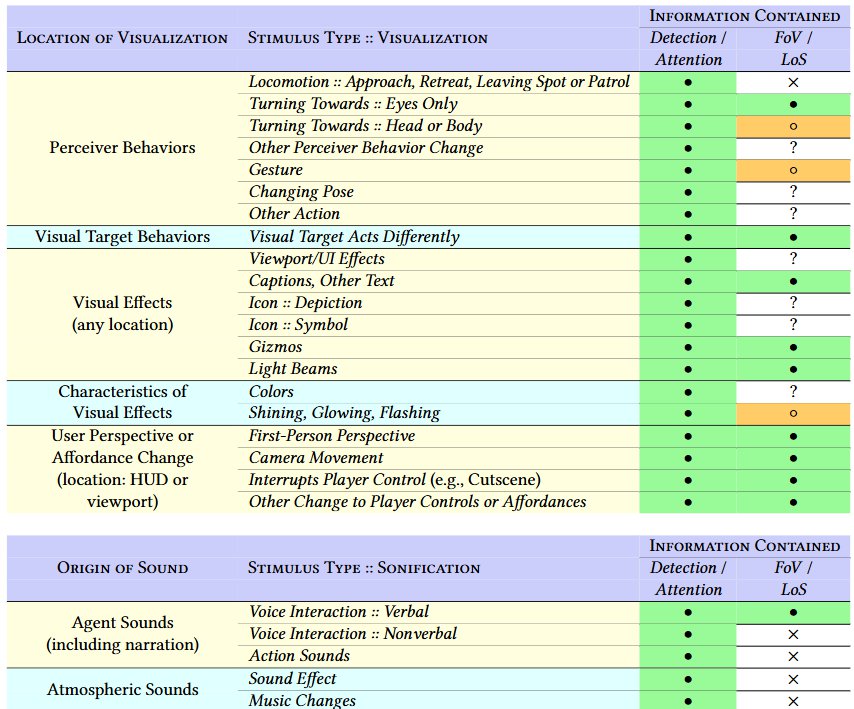 INFORMATION CONTAINED
LOCATION OF VISUALIZATION STIMULUS TYPE :: VISUALIZATION Detection / Attention FoV / LoS
Perceiver Behaviors
Locomotion :: Approach, Retreat, Leaving Spot or Patrol ● ×
Turning Towards :: Eyes Only ● ●
Turning Towards :: Head or Body ● ○
Other Perceiver Behavior Change ● ?
Gesture ● ○
Changing Pose ● ?
Other Action ● ?
Visual Target Behaviors Visual Target Acts Differently ● ●
Visual Effects
(any location)
Viewport/UI Effects ● ?
Captions, Other Text ● ●
Icon :: Depiction ● ?
Icon :: Symbol ● ?
Gizmos ● ●
Light Beams ● ●
Characteristics of
Visual Effects
Colors ● ?
Shining, Glowing, Flashing ● ○
User Perspective or
Affordance Change
(location: HUD or
viewport)
First-Person Perspective ● ●
Camera Movement ● ●
Interrupts Player Control (e.g., Cutscene) ● ●
Other Change to Player Controls or Affordances ● ●
INFORMATION CONTAINED
ORIGIN OF SOUND STIMULUS TYPE :: SONIFICATION Detection / Attention FoV / LoS
Agent Sounds
(including narration)
Voice Interaction :: Verbal ● ●
Voice Interaction :: Nonverbal ● ×
Action Sounds ● ×
Atmospheric Sounds
Sound Effect ● ×
Music Changes ● ×